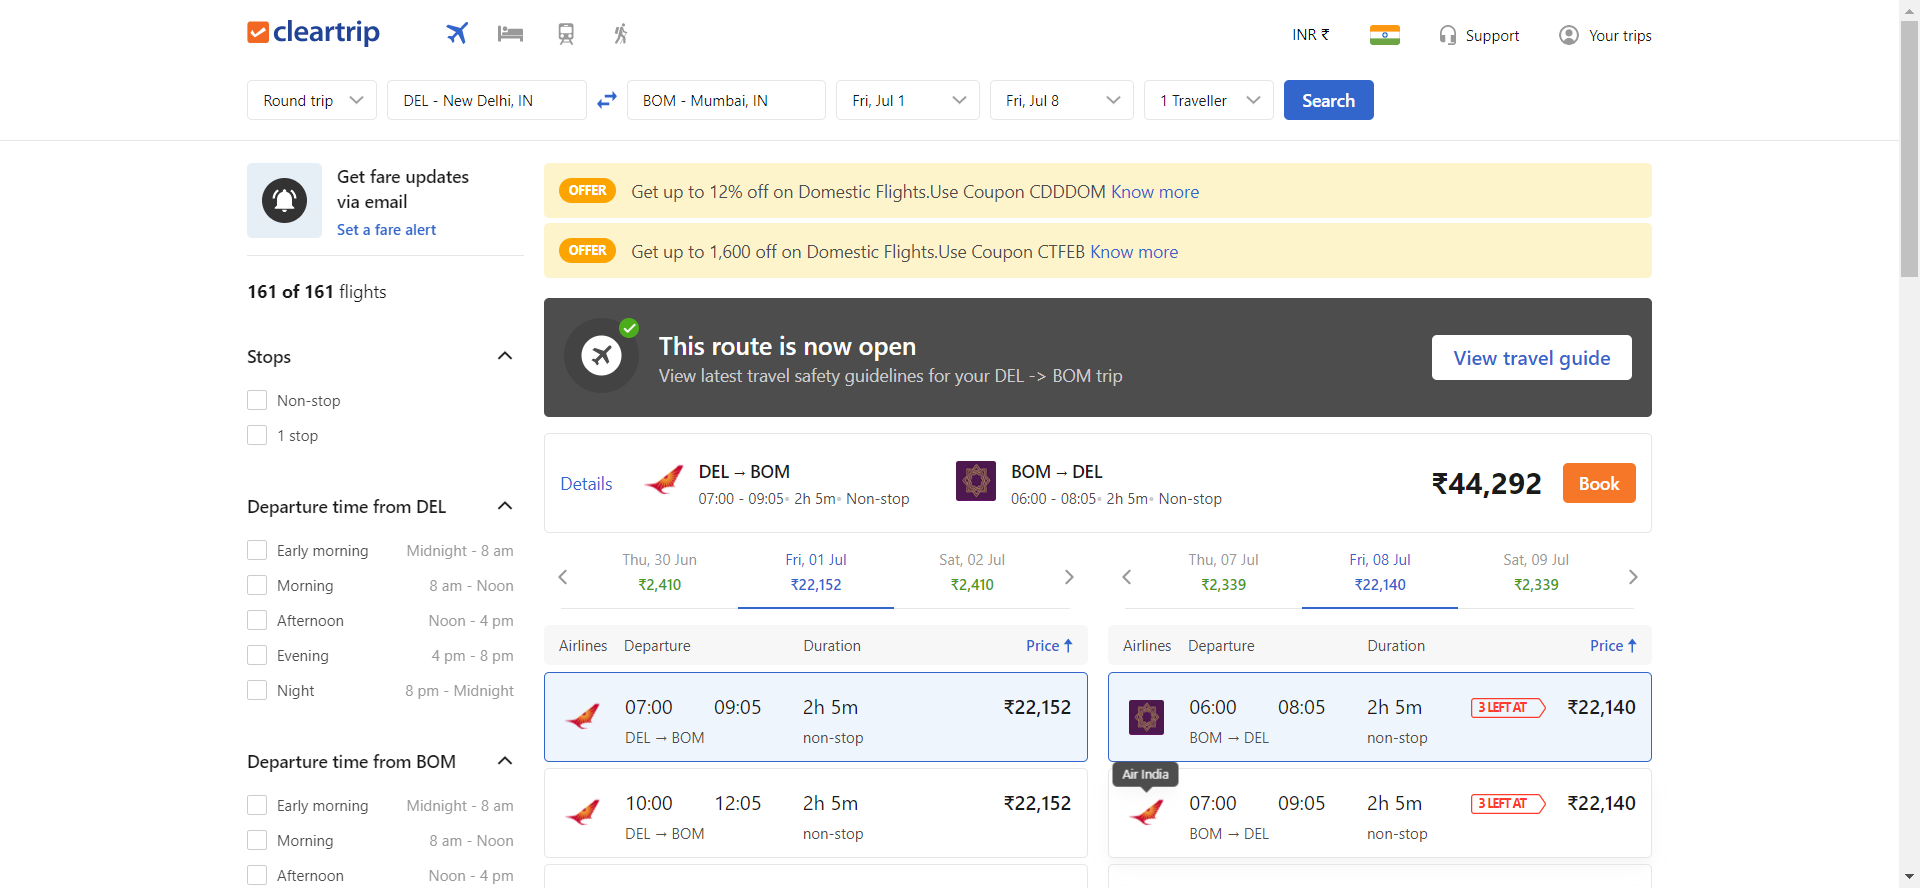 cleartrip
INR ₹
Support
Your trips
Round trip
DEL - New Delhi, IN
BOM - Mumbai, IN
Fri, Jul 1
Fri, Jul 8
1 Traveller
Search
Get fare updates
via email
Set a fare alert
161 of 161 flights
Stops
Non-stop
1 stop
Departure time from DEL
Early morning Midnight - 8 am
Morning 8 am - Noon
Afternoon Noon - 4 pm
Evening 4 pm - 8 pm
Night 8 pm - Midnight
Departure time from BOM
Early morning Midnight - 8 am
Morning 8 am - Noon
Afternoon Noon - 4 pm
OFFER Get up to 12% off on Domestic Flights.Use Coupon CDDDOM Know more
OFFER Get up to 1,600 off on Domestic Flights.Use Coupon CTFEB Know more
This route is now open
View latest travel safety guidelines for your DEL -> BOM trip
View travel guide
Details
DEL → BOM
07:00 - 09:05• 2h 5m• Non-stop
BOM → DEL
06:00 - 08:05• 2h 5m• Non-stop
₹44,292
Book
Thu, 30 Jun
₹2,410
Fri, 01 Jul
₹22,152
Sat, 02 Jul
₹2,410
Airlines Departure Duration Price ↑
07:00 09:05 2h 5m ₹22,152
DEL → BOM non-stop
10:00 12:05 2h 5m ₹22,152
DEL → BOM non-stop
Thu, 07 Jul
₹2,339
Fri, 08 Jul
₹22,140
Sat, 09 Jul
₹2,339
Airlines Departure Duration Price ↑
06:00 08:05 2h 5m 3 LEFT AT ₹22,140
BOM → DEL non-stop
Air India
07:00 09:05 2h 5m 3 LEFT AT ₹22,140
BOM → DEL non-stop